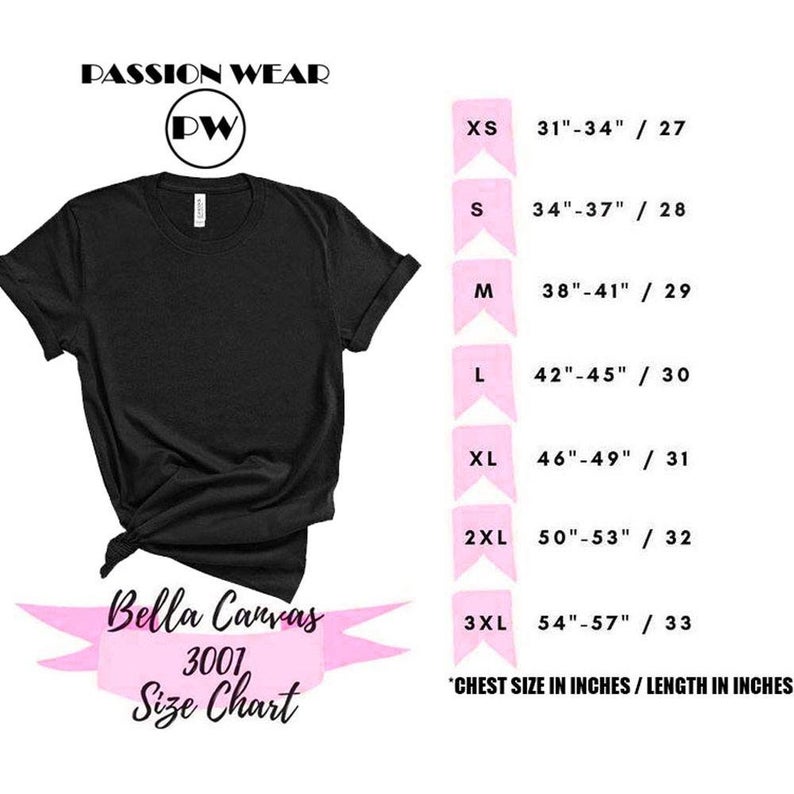 PASSION WEAR
PW
XS 31"-34" / 27
S 34"-37" / 28
M 38"-41" / 29
L 42"-45" / 30
XL 46"-49" / 31
2XL 50"-53" / 32
3XL 54"-57" / 33
*CHEST SIZE IN INCHES / LENGTH IN INCHES
Bella Canvas
3001
Size Chart